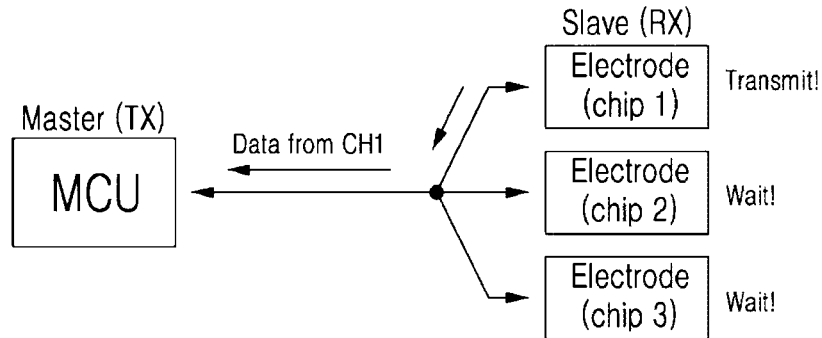 Slave (RX)
Electrode
(chip 1)
Transmit!
Master (TX)
MCU
Data from CH1
Electrode
(chip 2)
Wait!
Electrode
(chip 3)
Wait!